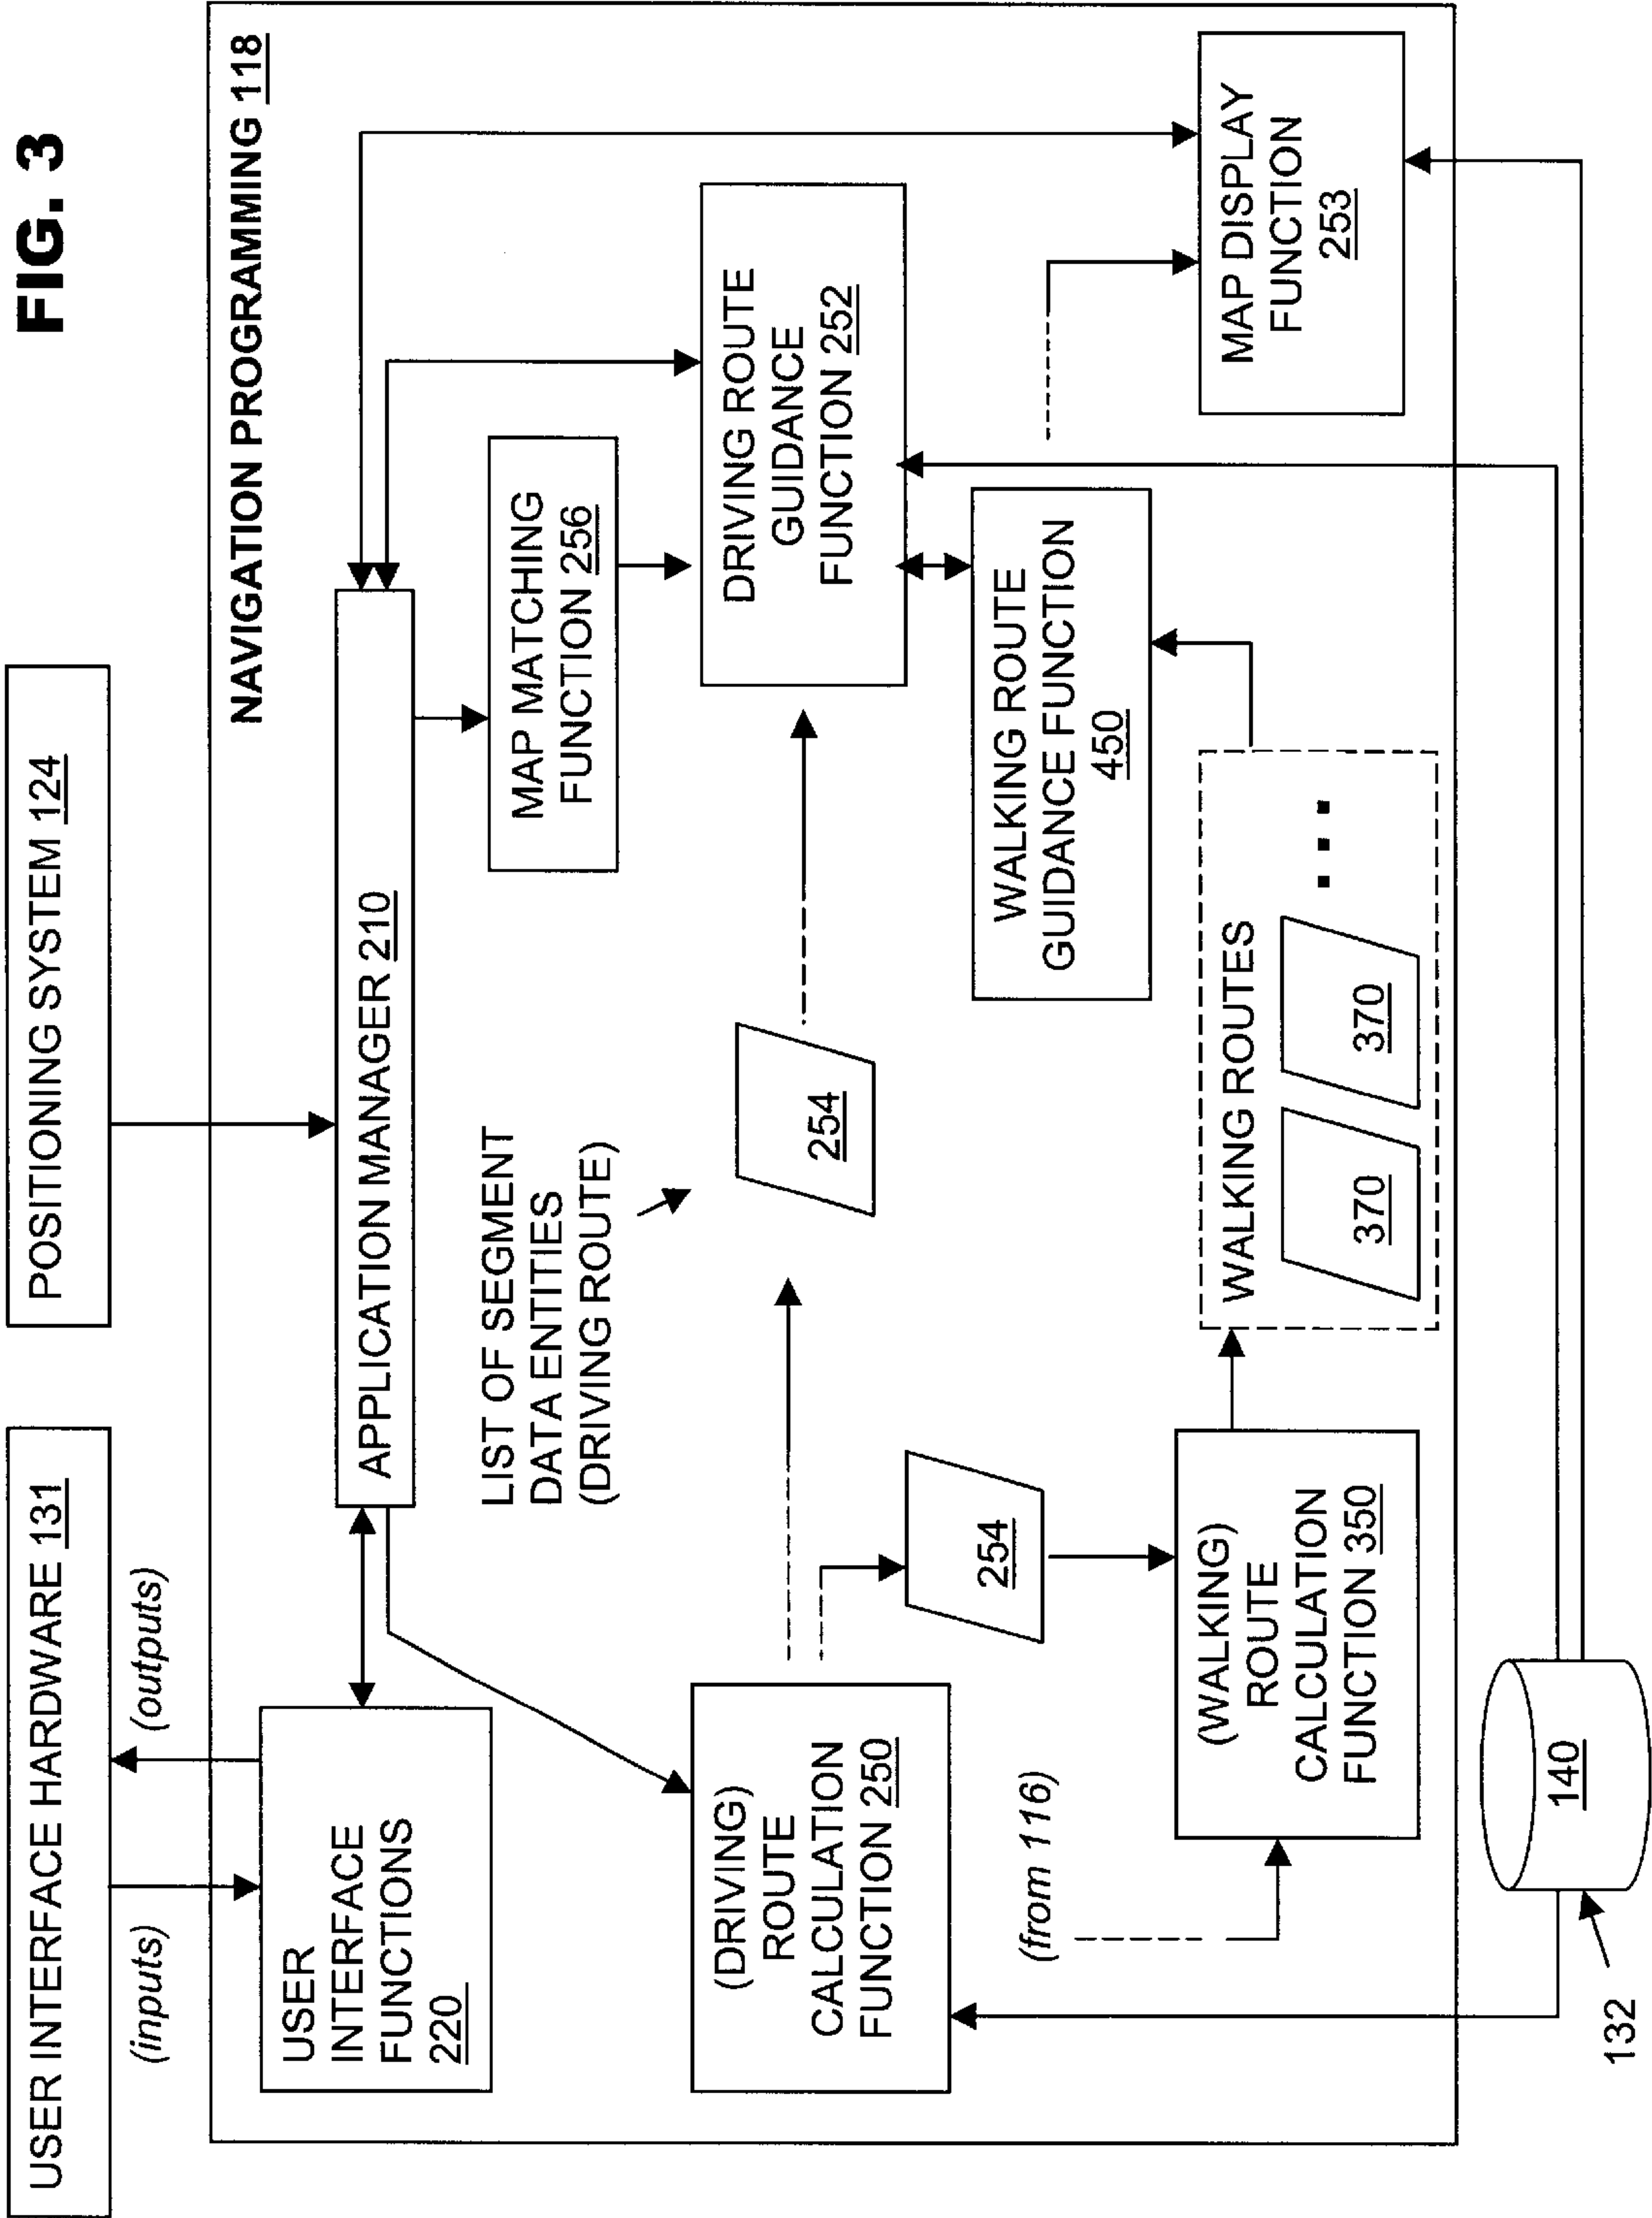 FIG. 3
USER INTERFACE HARDWARE 131
POSITIONING SYSTEM 124
(inputs)
(outputs)
NAVIGATION PROGRAMMING 118
USER
INTERFACE
FUNCTIONS
220
APPLICATION MANAGER 210
MAP MATCHING
FUNCTION 256
LIST OF SEGMENT
DATA ENTITIES
(DRIVING ROUTE)
(DRIVING)
ROUTE
CALCULATION
FUNCTION 250
254
DRIVING ROUTE
GUIDANCE
FUNCTION 252
254
WALKING ROUTE
GUIDANCE FUNCTION
450
(from 116)
(WALKING)
ROUTE
CALCULATION
FUNCTION 350
WALKING ROUTES
370
370
...
MAP DISPLAY
FUNCTION
253
132
140